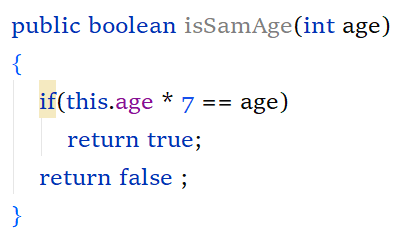 public boolean isSamAge(int age)
{
if(this.age * 7 == age)
return true;
return false ;
}